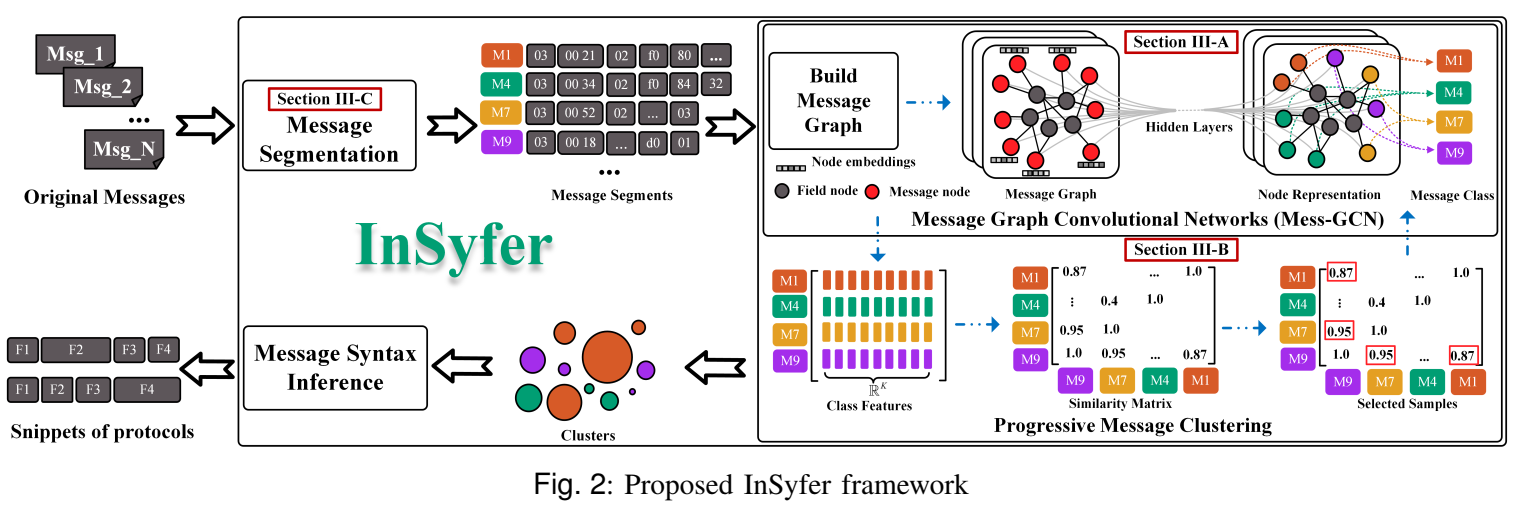 Msg_1
Msg_2
...
Msg_N
Original Messages
Section III-C
Message
Segmentation
M1 03 00 21 02 f0 80 ...
M4 03 00 34 02 f0 84 32
M7 03 00 52 02 ... 03
M9 03 00 18 ... d0 01
...
Message Segments
InSyfer
Section III-A
Build
Message
Graph
Node embeddings
Field node
Message node
Message Graph
Hidden Layers
Node Representation
M1
M4
M7
M9
Message Class
Message Graph Convolutional Networks (Mess-GCN)
Section III-B
M1
M4
M7
M9
ℝ^K
Class Features
M1 0.87 ... 1.0
M4 ⋮ 0.4 1.0
M7 0.95 1.0
M9 1.0 0.95 ... 0.87
M9 M7 M4 M1
Similarity Matrix
M1 0.87 ... 1.0
M4 ⋮ 0.4 1.0
M7 0.95 1.0
M9 1.0 0.95 ... 0.87
M9 M7 M4 M1
Selected Samples
Progressive Message Clustering
Clusters
Message Syntax
Inference
F1 F2 F3 F4
F1 F2 F3 F4
Snippets of protocols
Fig. 2: Proposed InSyfer framework